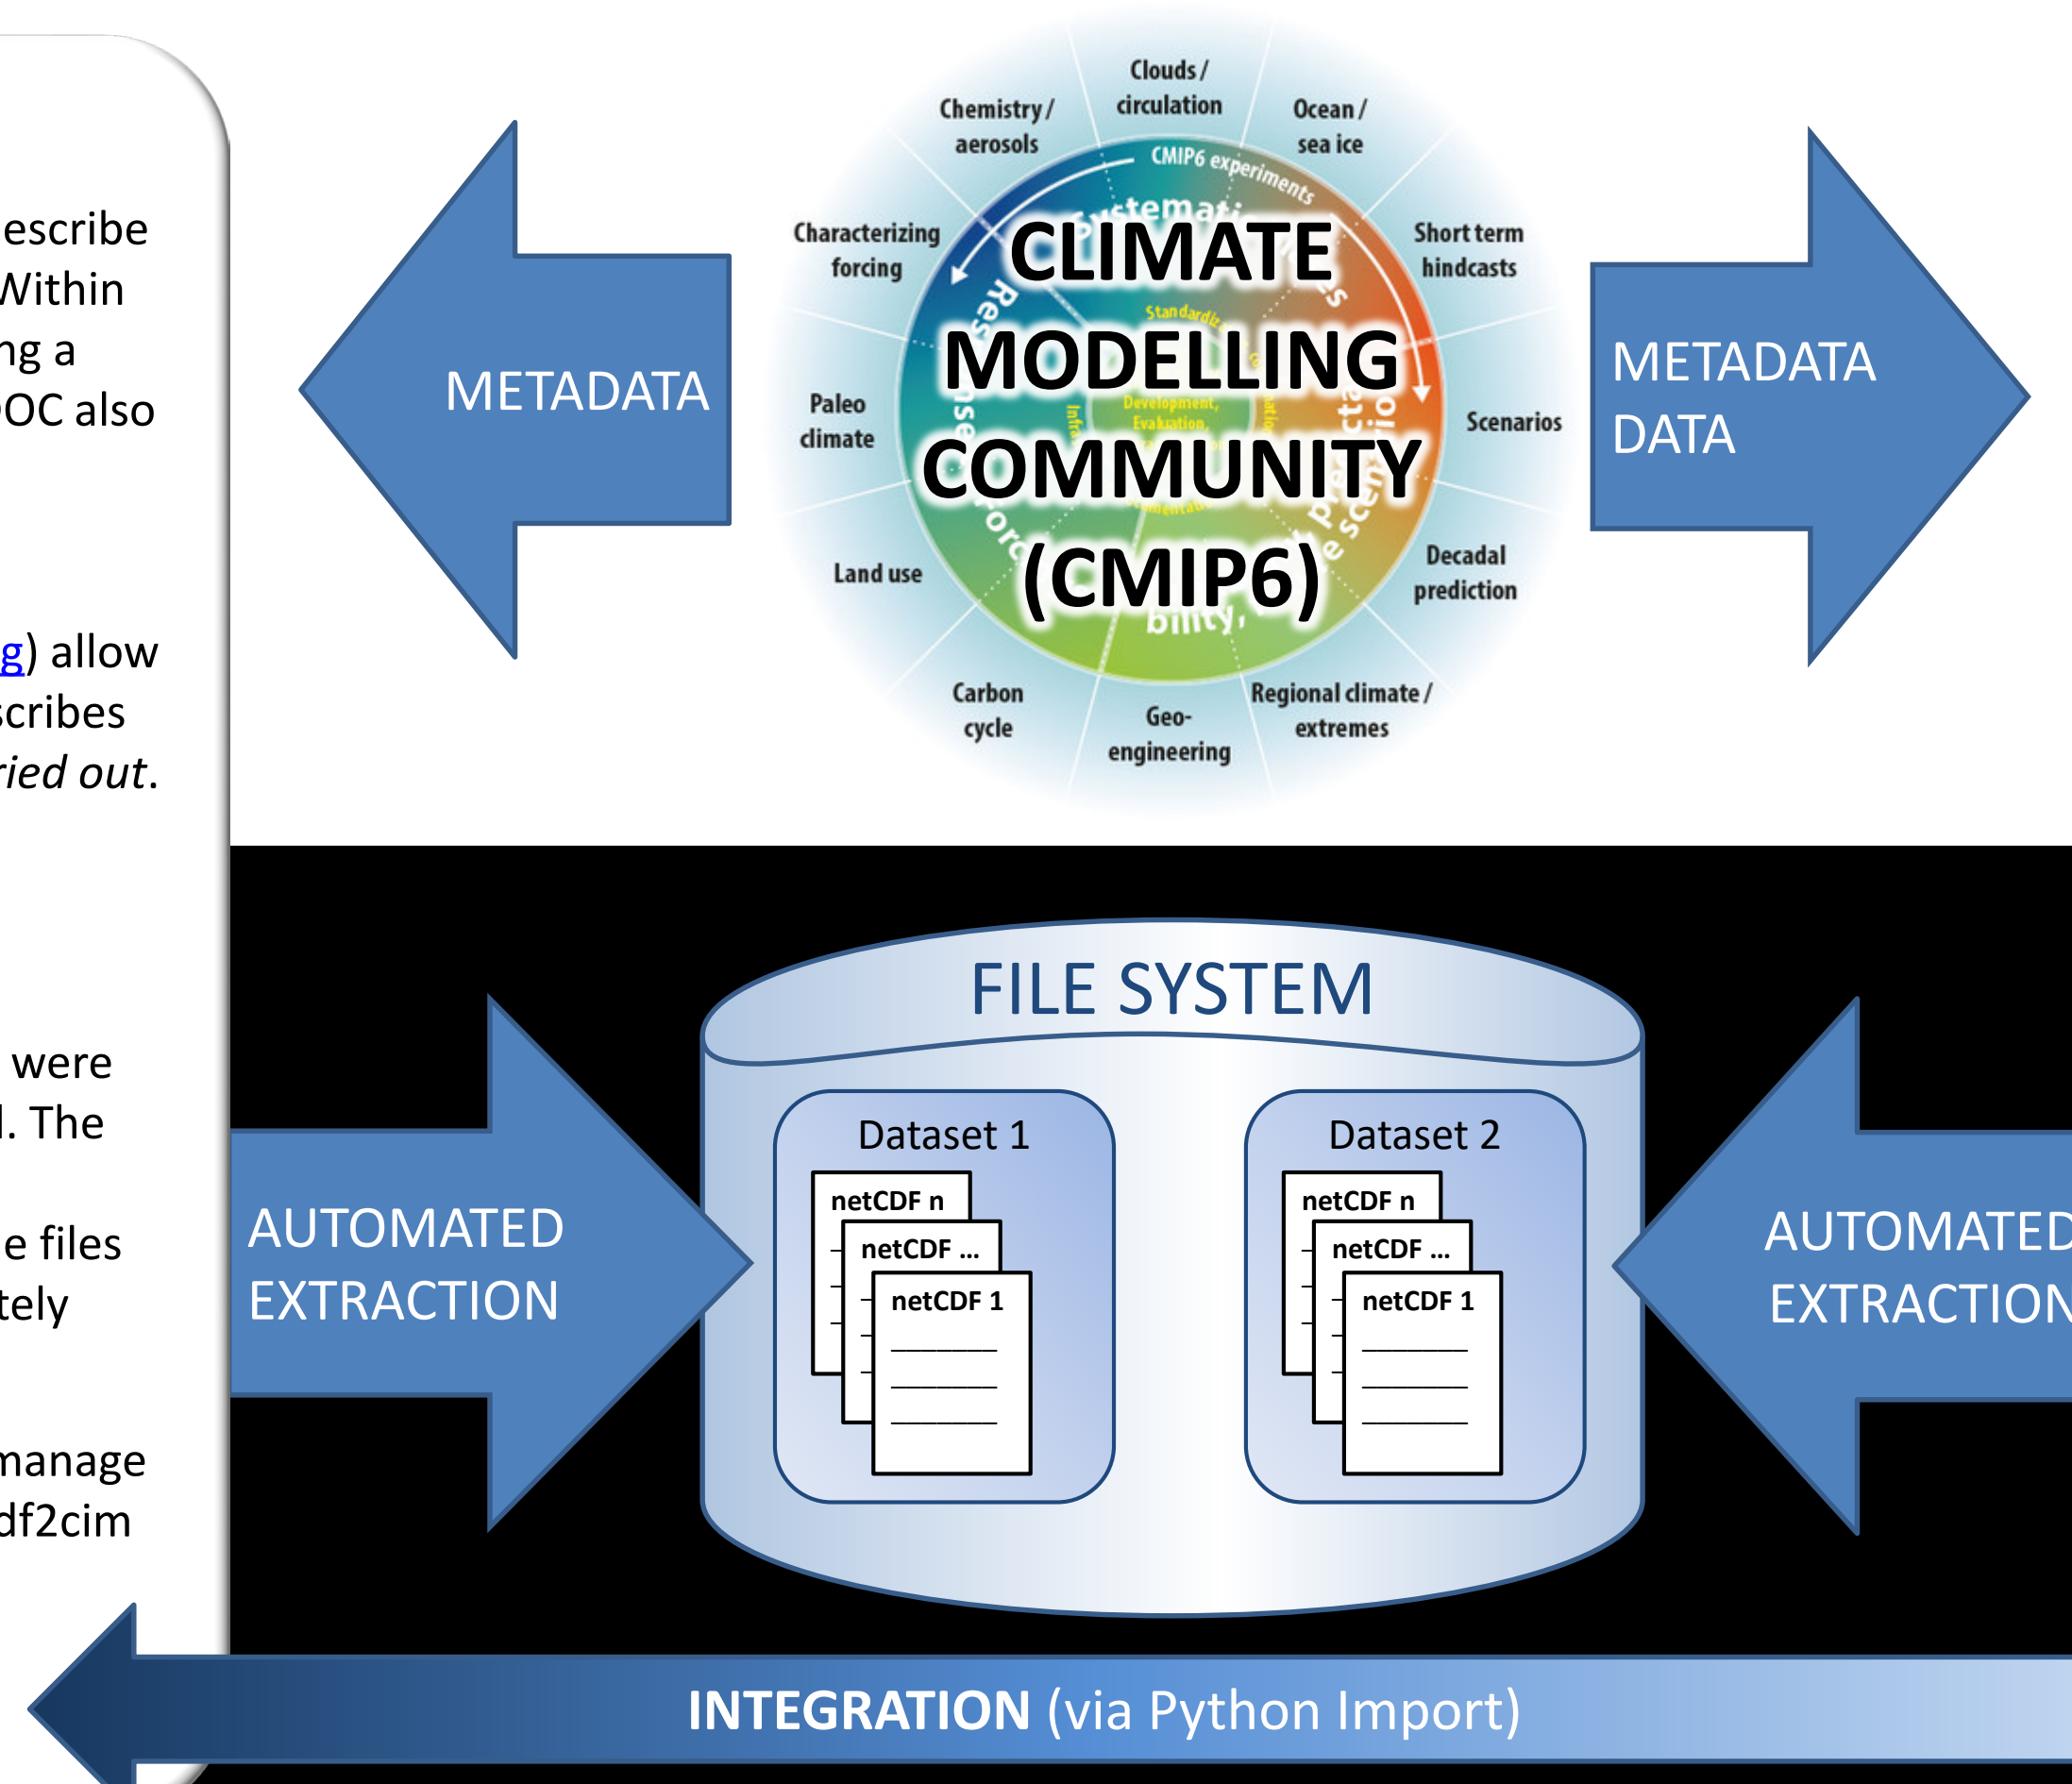 escribe
Within
ng a
OC also
g) allow
scribes
ried out.
were
. The
e files
tely
manage
df2cim
METADATA
Clouds /
circulation
Chemistry /
aerosols
Ocean /
sea ice
CMIP6 experiments
Characterizing
forcing
Short term
hindcasts
Paleo
climate
Scenarios
Land use
Decadal
prediction
Carbon
cycle
Geo-
engineering
Regional climate /
extremes
Development,
Evaluation,
bility,
CLIMATE
MODELLING
COMMUNITY
(CMIP6)
METADATA
DATA
FILE SYSTEM
AUTOMATED
EXTRACTION
Dataset 1
netCDF n
netCDF ...
netCDF 1
Dataset 2
netCDF n
netCDF ...
netCDF 1
AUTOMATED
EXTRACTION
INTEGRATION (via Python Import)